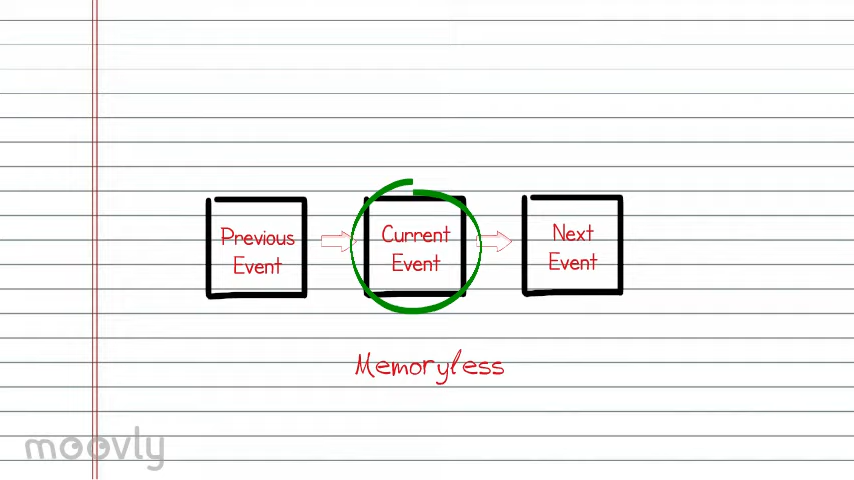 Previous
Event
Current
Event
Next
Event
Memoryless
moovly